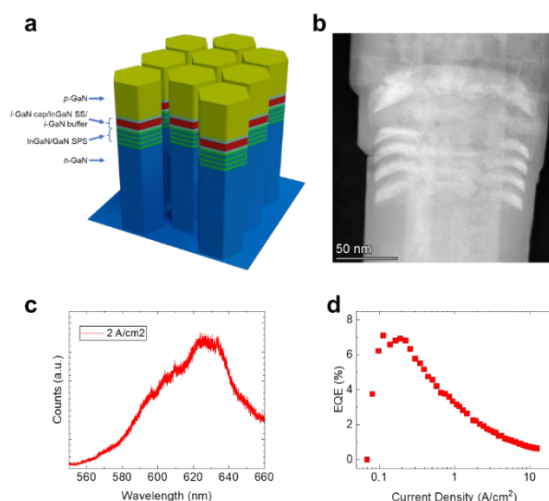 a
p-GaN
i-GaN cap/InGaN SS/
i-GaN buffer
InGaN/GaN SPS
n-GaN
b
50 nm
c
2 A/cm2
Counts (a.u.)
560 580 600 620 640 660
Wavelength (nm)
d
8
6
4
2
0
EQE (%)
0.1 1 10
Current Density (A/cm²)